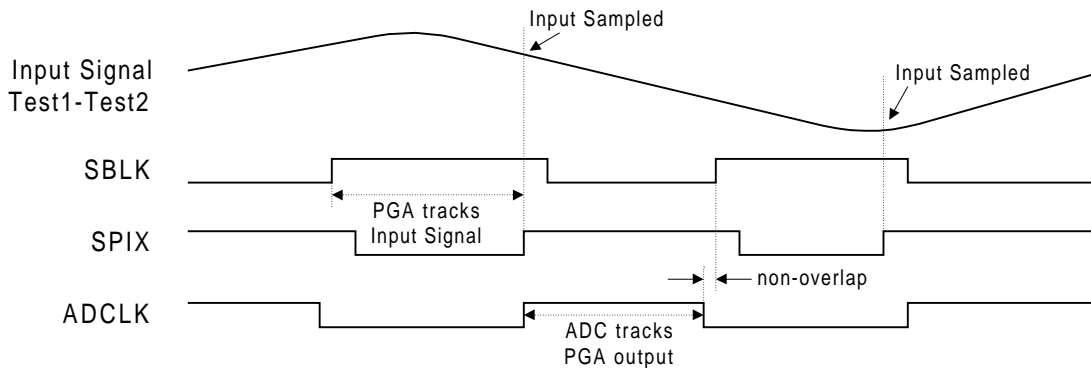 Input Sampled
Input Signal
Test1-Test2
Input Sampled
SBLK
PGA tracks
Input Signal
SPIX
non-overlap
ADCLK
ADC tracks
PGA output